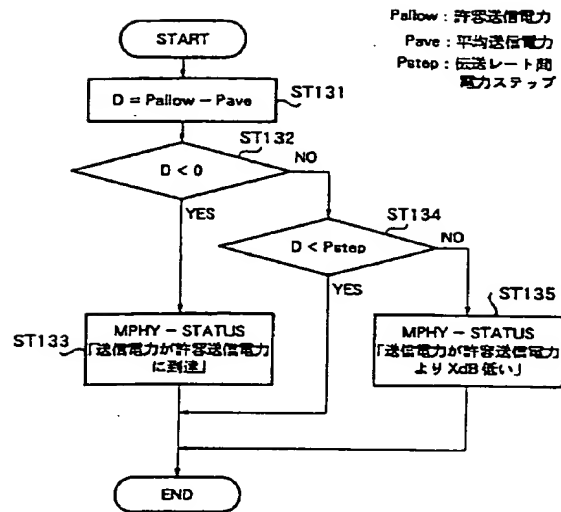 Pallow：許容送信電力
Pave：平均送信電力
Pstep：伝送レート間
電力ステップ
START
ST131
D = Pallow − Pave
ST132
D < 0
NO
YES
ST134
D < Pstep
NO
YES
ST133
MPHY − STATUS
「送信電力が許容送信電力
に到達」
ST135
MPHY − STATUS
「送信電力が許容送信電力
より XdB 低い」
END